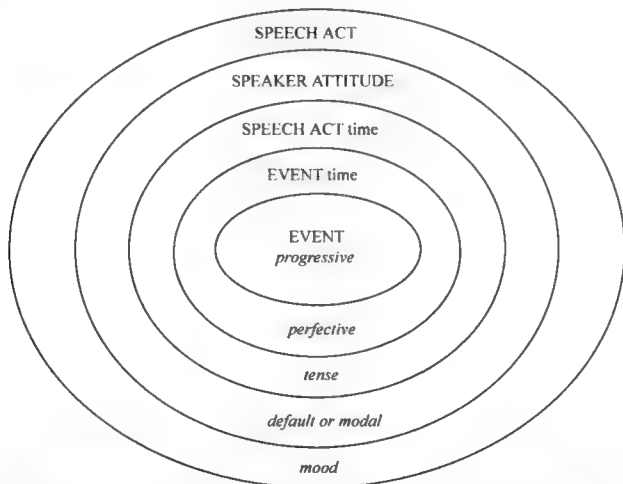 SPEECH ACT
SPEAKER ATTITUDE
SPEECH ACT time
EVENT time
EVENT
progressive
perfective
tense
default or modal
mood